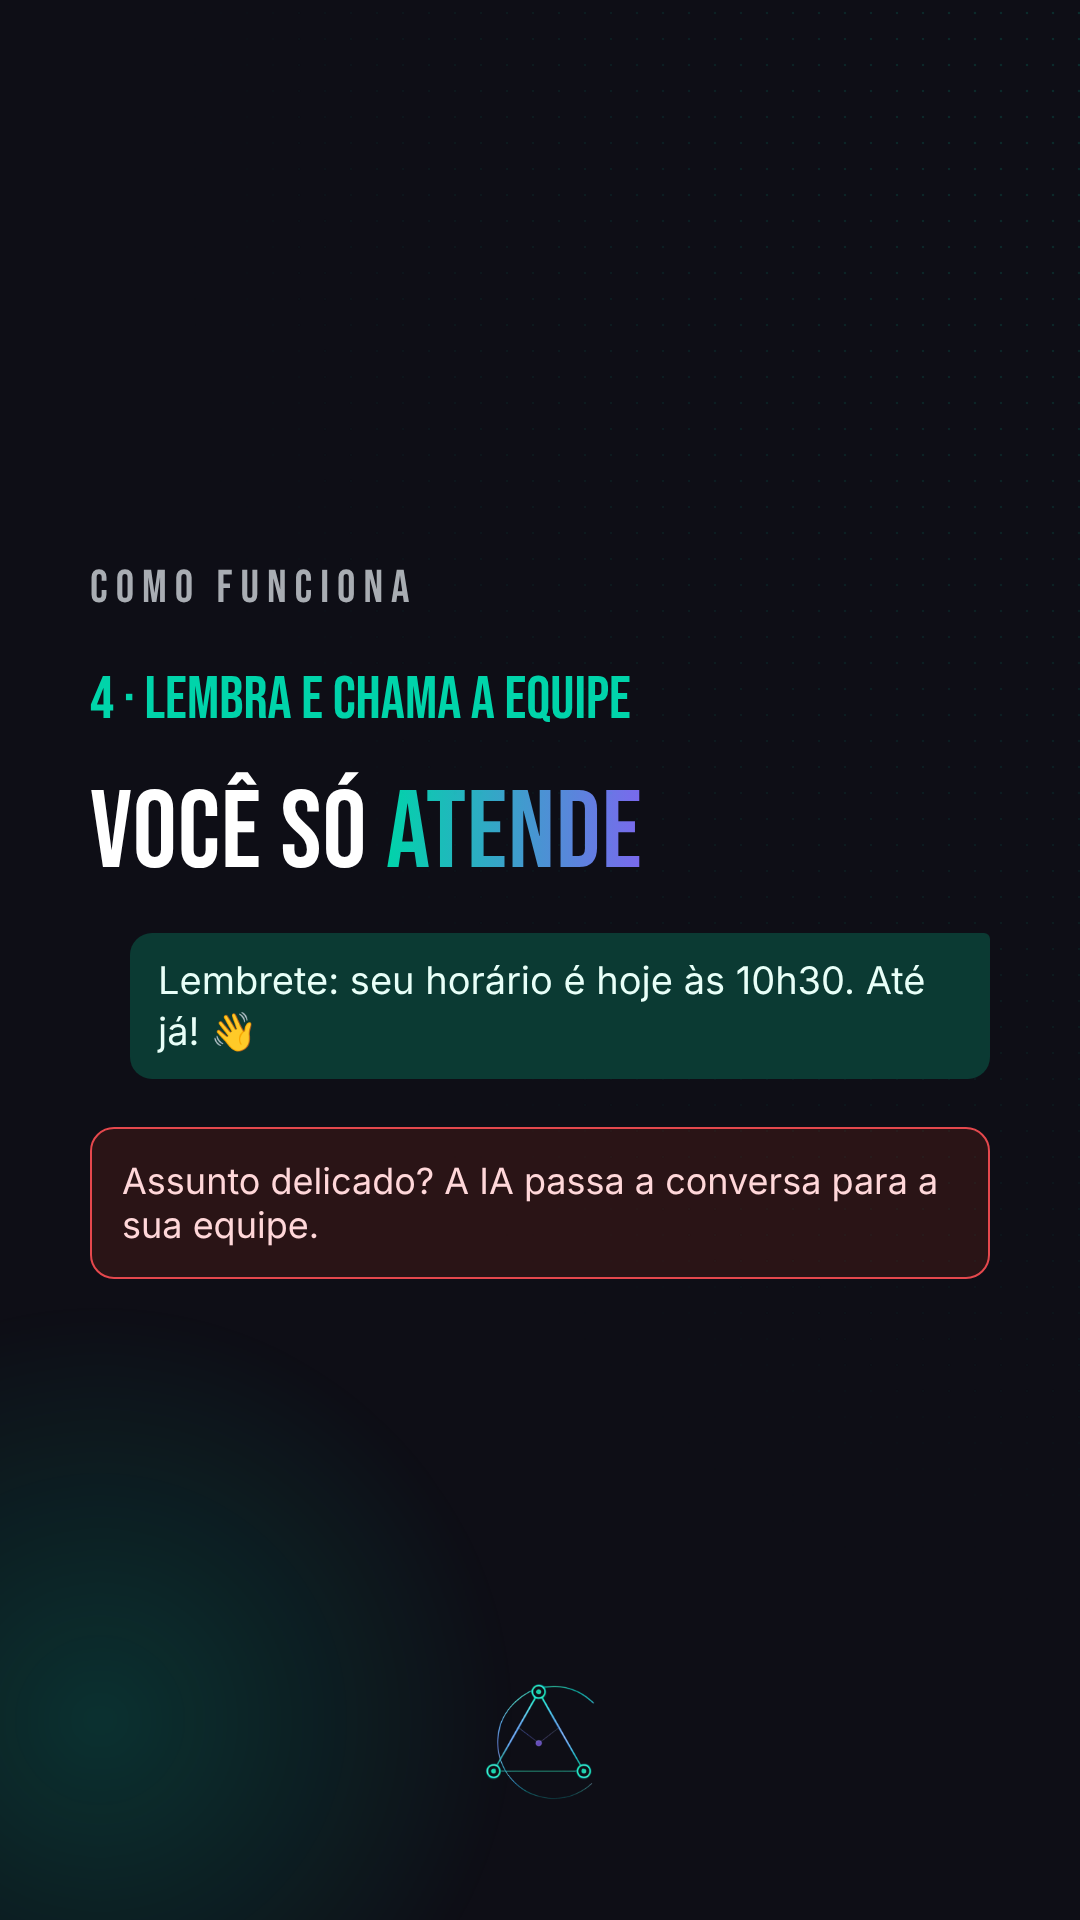 COMO FUNCIONA
4 · LEMBRA E CHAMA A EQUIPE
VOCÊ SÓ ATENDE
Lembrete: seu horário é hoje às 10h30. Até
já! 👋
Assunto delicado? A IA passa a conversa para a
sua equipe.